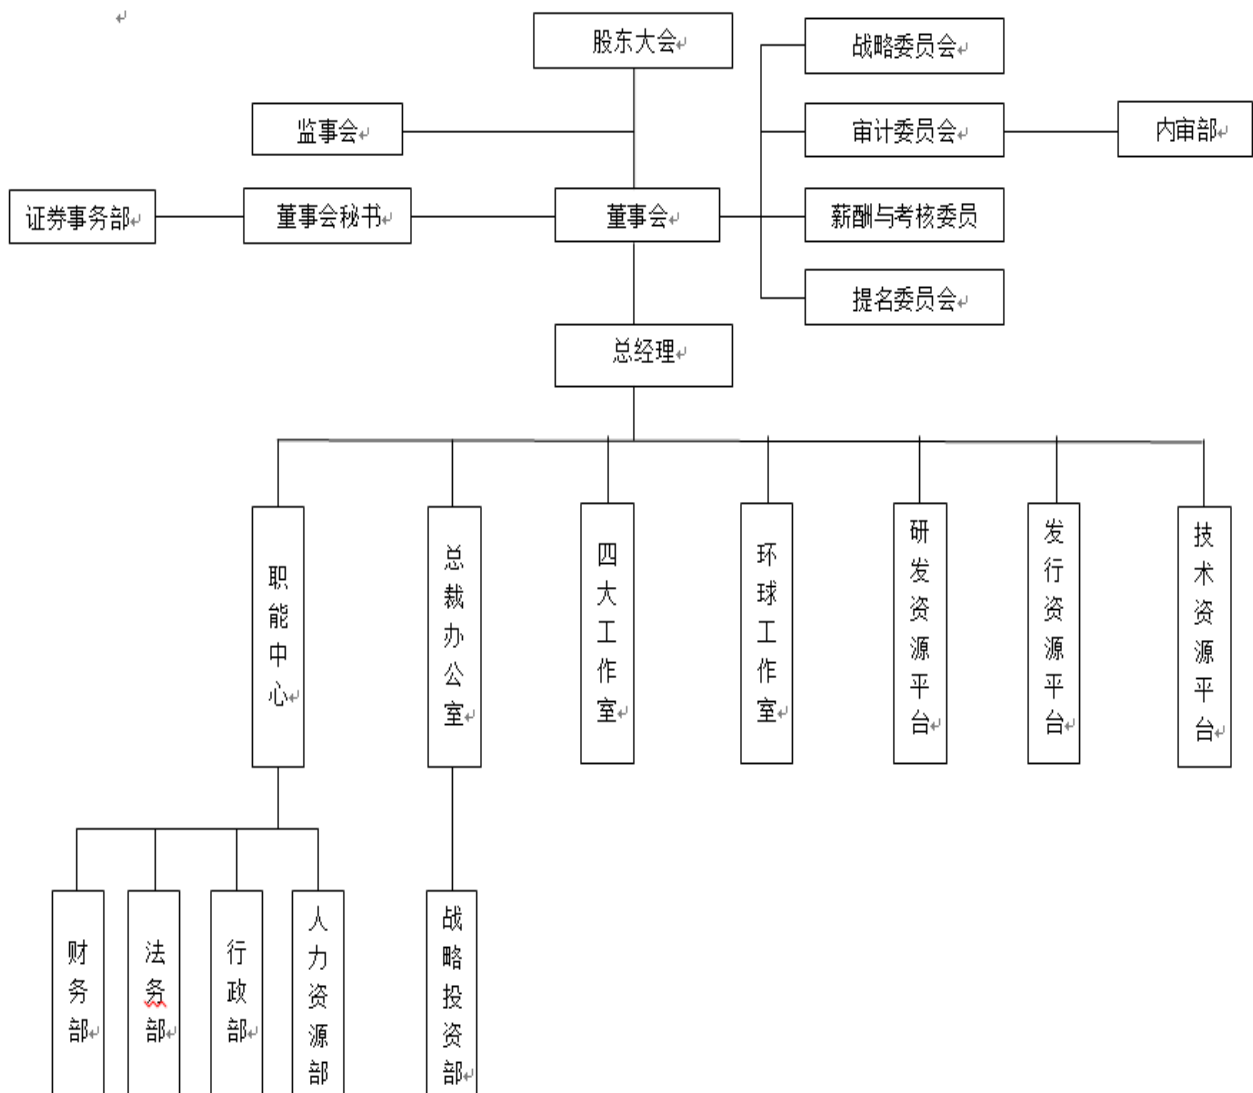 股东大会
战略委员会
监事会
审计委员会
内审部
证券事务部
董事会秘书
董事会
薪酬与考核委员
提名委员会
总经理
职能中心
总裁办公室
四大工作室
环球工作室
研发资源平台
发行资源平台
技术资源平台
财务部
法务部
行政部
人力资源部
战略投资部